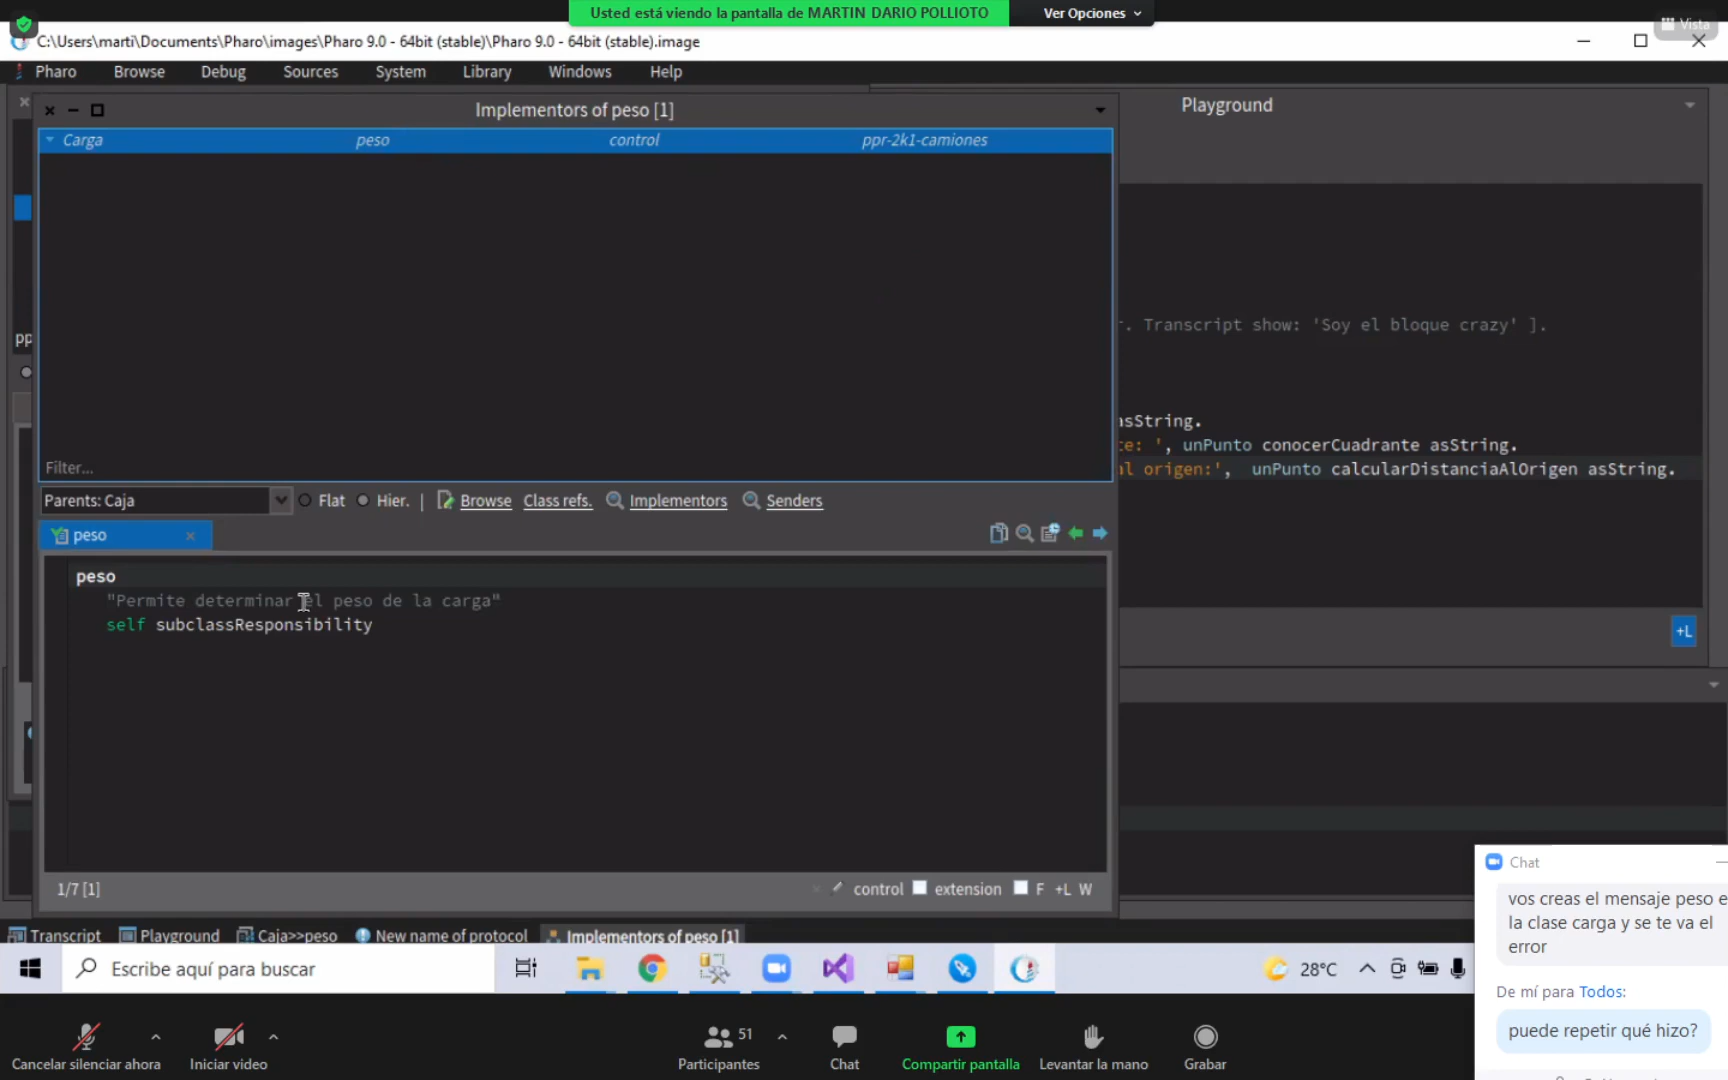 Usted está viendo la pantalla de MARTIN DARIO POLLIOTO
Ver Opciones
Vista
C:\Users\marti\Documents\Pharo\images\Pharo 9.0 - 64bit (stable)\Pharo 9.0 - 64bit (stable).image
Pharo Browse Debug Sources System Library Windows Help
Implementors of peso [1]
Playground
Carga peso control ppr-2k1-camiones
r. Transcript show: 'Soy el bloque crazy' ].
asString.
te: ', unPunto conocerCuadrante asString.
al origen:', unPunto calcularDistanciaAlOrigen asString.
pp
Filter...
Parents: Caja Flat Hier. | Browse Class refs. Implementors Senders
peso
peso
"Permite determinar el peso de la carga"
self subclassResponsibility
+L
1/7 [1]
control extension F +L W
Transcript Playground Caja>>peso New name of protocol Implementors of peso [1]
Escribe aquí para buscar
28°C
Chat
vos creas el mensaje peso e
la clase carga y se te va el
error
De mí para Todos:
puede repetir qué hizo?
Cancelar silenciar ahora
Iniciar video
51
Participantes
Chat
Compartir pantalla
Levantar la mano
Grabar